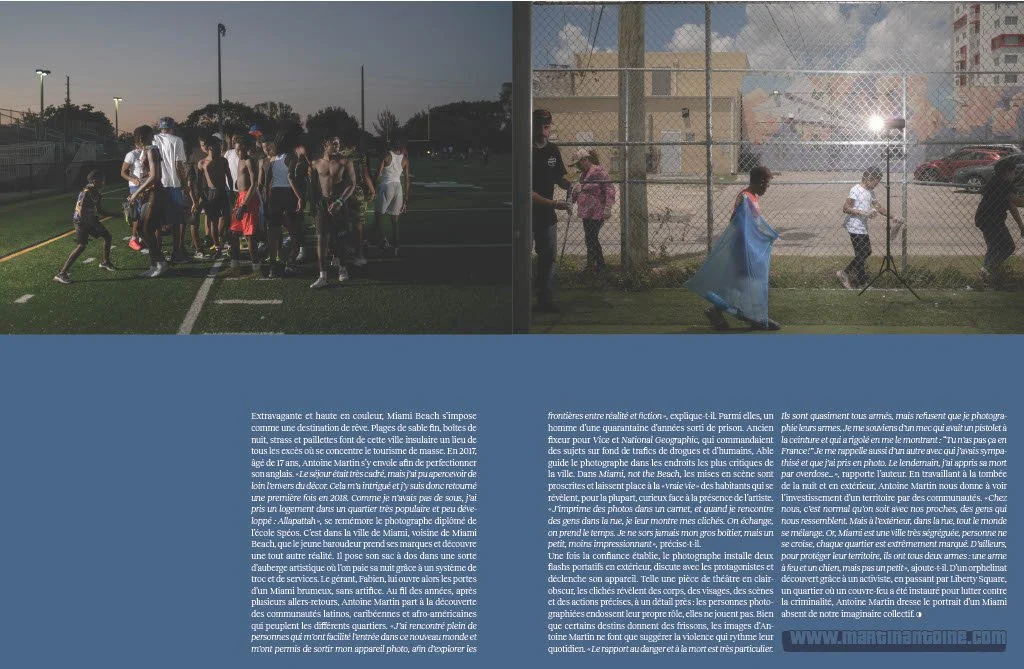 Extravagante et haute en couleur, Miami Beach s'impose
comme une destination de rêve. Plages de sable fin, boîtes de
nuit, strass et paillettes font de cette ville insulaire un lieu de
tous les excès où se concentre le tourisme de masse. En 2017,
âgé de 17 ans, Antoine Martin s'y envole afin de perfectionner
son anglais. «Le séjour était très cadré, mais j'ai pu apercevoir de
loin l'envers du décor. Cela m'a intrigué et j'y suis donc retourné
une première fois en 2018. Comme je n'avais pas de sous, j'ai
pris un logement dans un quartier très populaire et peu déve-
loppé : Allapattah», se remémore le photographe diplômé de
l'école Spéos. C'est dans la ville de Miami, voisine de Miami
Beach, que le jeune baroudeur prend ses marques et découvre
une tout autre réalité. Il pose son sac à dos dans une sorte
d'auberge artistique où l'on paie sa nuit grâce à un système de
troc et de services. Le gérant, Fabien, lui ouvre alors les portes
d'un Miami brumeux, sans artifice. Au fil des années, après
plusieurs allers-retours, Antoine Martin part à la découverte
des communautés latinos, caribéennes et afro-américaines
qui peuplent les différents quartiers. «J'ai rencontré plein de
personnes qui m'ont facilité l'entrée dans ce nouveau monde et
m'ont permis de sortir mon appareil photo, afin d'explorer les
frontières entre réalité et fiction», explique-t-il. Parmi elles, un
homme d'une quarantaine d'années sorti de prison. Ancien
fixeur pour Vice et National Geographic, qui commandaient
des sujets sur fond de trafics de drogues et d'humains, Able
guide le photographe dans les endroits les plus critiques de
la ville. Dans Miami, not the Beach, les mises en scène sont
proscrites et laissent place à la «vraie vie» des habitants qui se
révèlent, pour la plupart, curieux face à la présence de l'artiste.
«J'imprime des photos dans un carnet, et quand je rencontre
des gens dans la rue, je leur montre mes clichés. On échange,
on prend le temps. Je ne sors jamais mon gros boîtier, mais un
petit, moins impressionnant», précise-t-il.
Une fois la confiance établie, le photographe installe deux
flashs portatifs en extérieur, discute avec les protagonistes et
déclenche son appareil. Telle une pièce de théâtre en clair-
obscur, les clichés révèlent des corps, des visages, des scènes
et des actions précises, à un détail près : les personnes photo-
graphiées endossent leur propre rôle, elles ne jouent pas. Bien
que certains destins donnent des frissons, les images d'An-
toine Martin ne font que suggérer la violence qui rythme leur
quotidien. «Le rapport au danger et à la mort est très particulier.
Ils sont quasiment tous armés, mais refusent que je photogra-
phie leurs armes. Je me souviens d'un mec qui avait un pistolet à
la ceinture et qui a rigolé en me le montrant : "Tu n'as pas ça en
France !" Je me rappelle aussi d'un autre avec qui j'avais sympa-
thisé et que j'ai pris en photo. Le lendemain, j'ai appris sa mort
par overdose...», rapporte l'auteur. En travaillant à la tombée
de la nuit et en extérieur, Antoine Martin nous donne à voir
l'investissement d'un territoire par des communautés. «Chez
nous, c'est normal qu'on soit avec nos proches, des gens qui
nous ressemblent. Mais à l'extérieur, dans la rue, tout le monde
se mélange. Or, Miami est une ville très ségréguée, personne ne
se croise, chaque quartier est extrêmement marqué. D'ailleurs,
pour protéger leur territoire, ils ont tous deux armes : une arme
à feu et un chien, mais pas un petit», ajoute-t-il. D'un orphelinat
découvert grâce à un activiste, en passant par Liberty Square,
un quartier où un couvre-feu a été instauré pour lutter contre
la criminalité, Antoine Martin dresse le portrait d'un Miami
absent de notre imaginaire collectif.
www.martinantoine.com